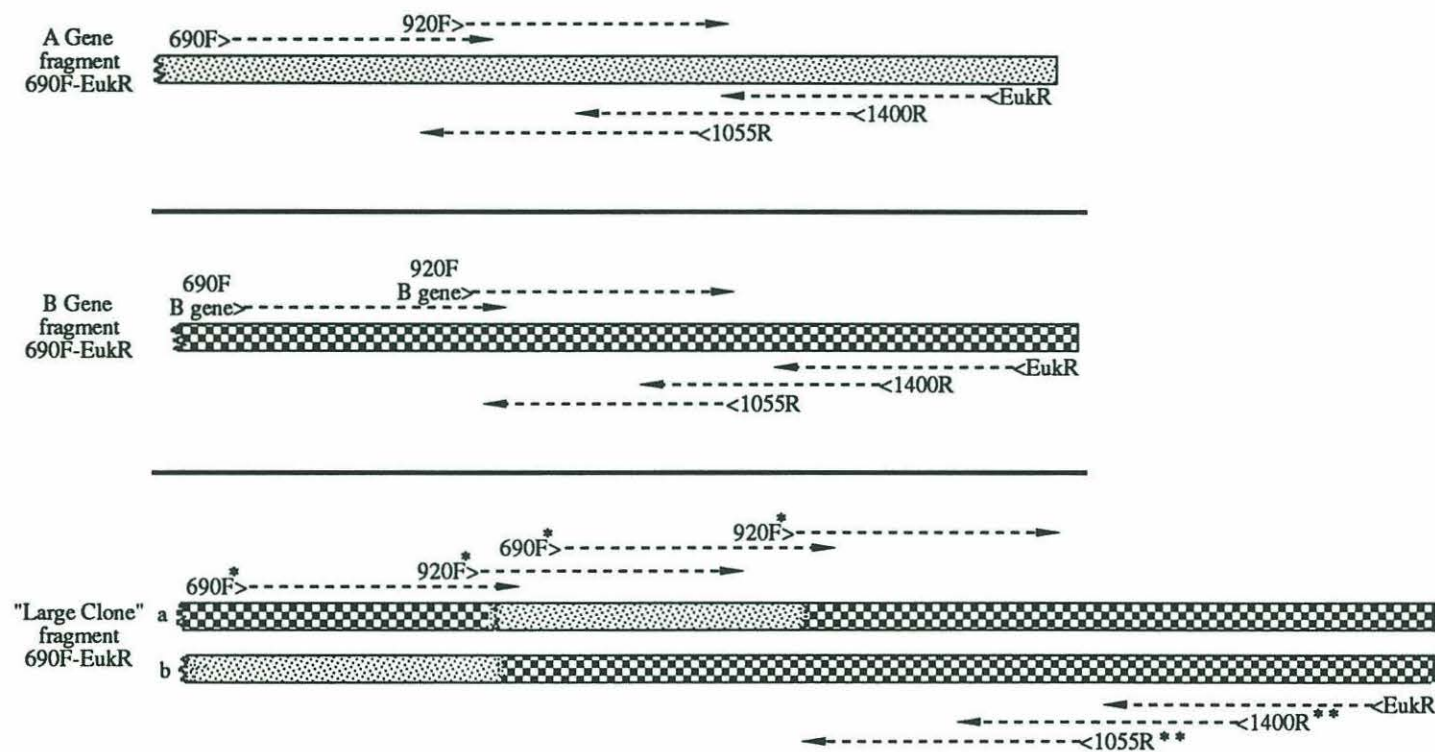 A Gene
fragment
690F-EukR
920F>
690F>
<EukR
<1400R
<1055R
B Gene
fragment
690F-EukR
690F
B gene>
920F
B gene>
<EukR
<1400R
<1055R
"Large Clone"
fragment
690F-EukR
a
b
690F>*
920F>*
690F>*
920F>*
<EukR
<1400R**
<1055R**